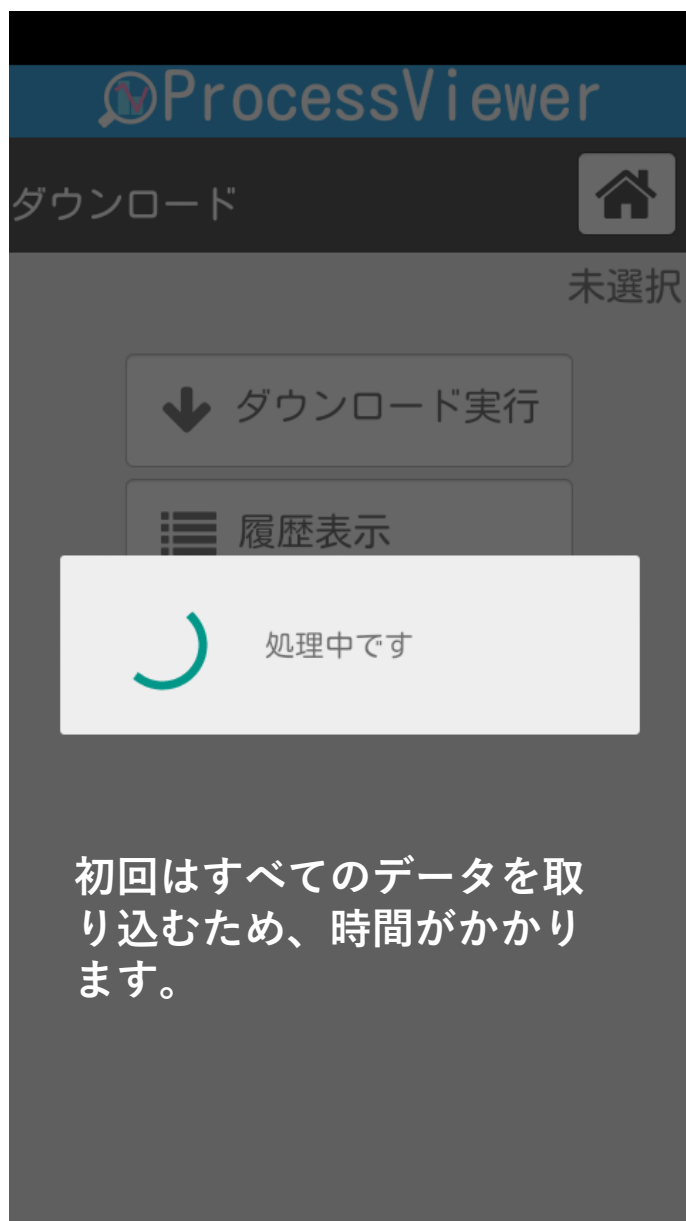 ProcessViewer
ダウンロード
未選択
ダウンロード実行
履歴表示
処理中です
初回はすべてのデータを取
り込むため、時間がかかり
ます。